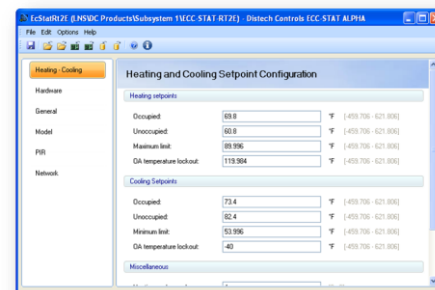 EcStatRt2E (LNS\DC Products\Subsystem 1\ECC-STAT-RT2E) - Distech Controls ECC-STAT ALPHA
File Edit Options Help
Heating - Cooling
Hardware
General
Model
PIR
Network
Heating and Cooling Setpoint Configuration
Heating setpoints
Occupied: 69.8 °F [-459.706 - 621.806]
Unoccupied: 60.8 °F [-459.706 - 621.806]
Maximum limit: 89.996 °F [-459.706 - 621.806]
OA temperature lockout: 119.984 °F [-459.706 - 621.806]
Cooling Setpoints
Occupied: 73.4 °F [-459.706 - 621.806]
Unoccupied: 82.4 °F [-459.706 - 621.806]
Minimum limit: 53.996 °F [-459.706 - 621.806]
OA temperature lockout: -40 °F [-459.706 - 621.806]
Miscellaneous